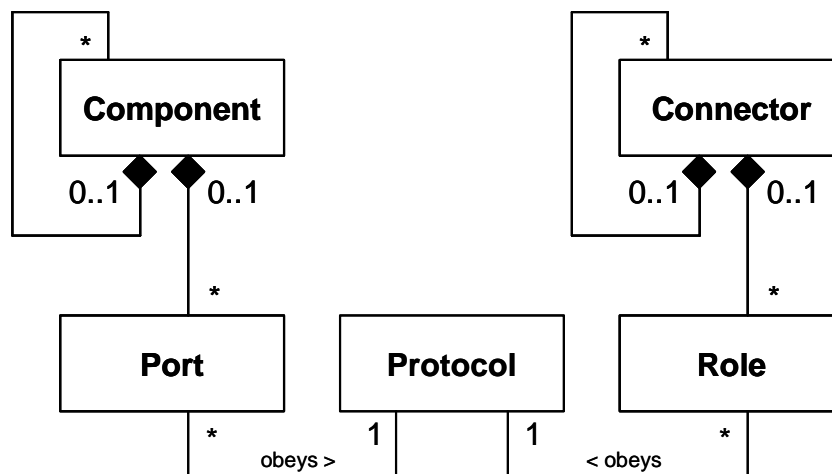 * *
Component Connector
0..1 0..1 0..1 0..1
* *
Port Protocol Role
* 1 1 *
obeys > < obeys